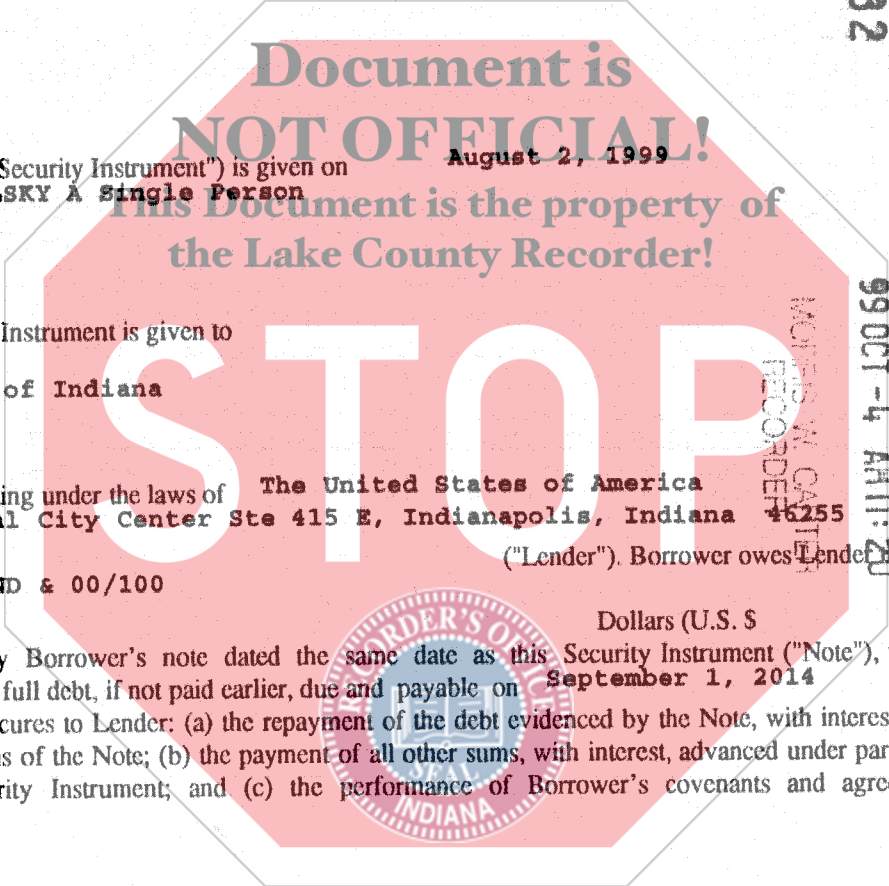 32
Document is
NOT OFFICIAL!
Security Instrument") is given on August 2, 1999
SKY A Single Person
This Document is the property of
the Lake County Recorder!
Instrument is given to
of Indiana
STOP
99 OCT -4 AM 11: 20
MORRIS W. CARTER
RECORDER
ing under the laws of The United States of America
l City Center Ste 415 E, Indianapolis, Indiana 46255
("Lender"). Borrower owes Lender
D & 00/100
Dollars (U.S. $
y Borrower's note dated the same date as this Security Instrument ("Note"),
full debt, if not paid earlier, due and payable on September 1, 2014
cures to Lender: (a) the repayment of the debt evidenced by the Note, with interes
s of the Note; (b) the payment of all other sums, with interest, advanced under par
rity Instrument; and (c) the performance of Borrower's covenants and agre
RECORDER'S OFFIC
SEAL
INDIANA